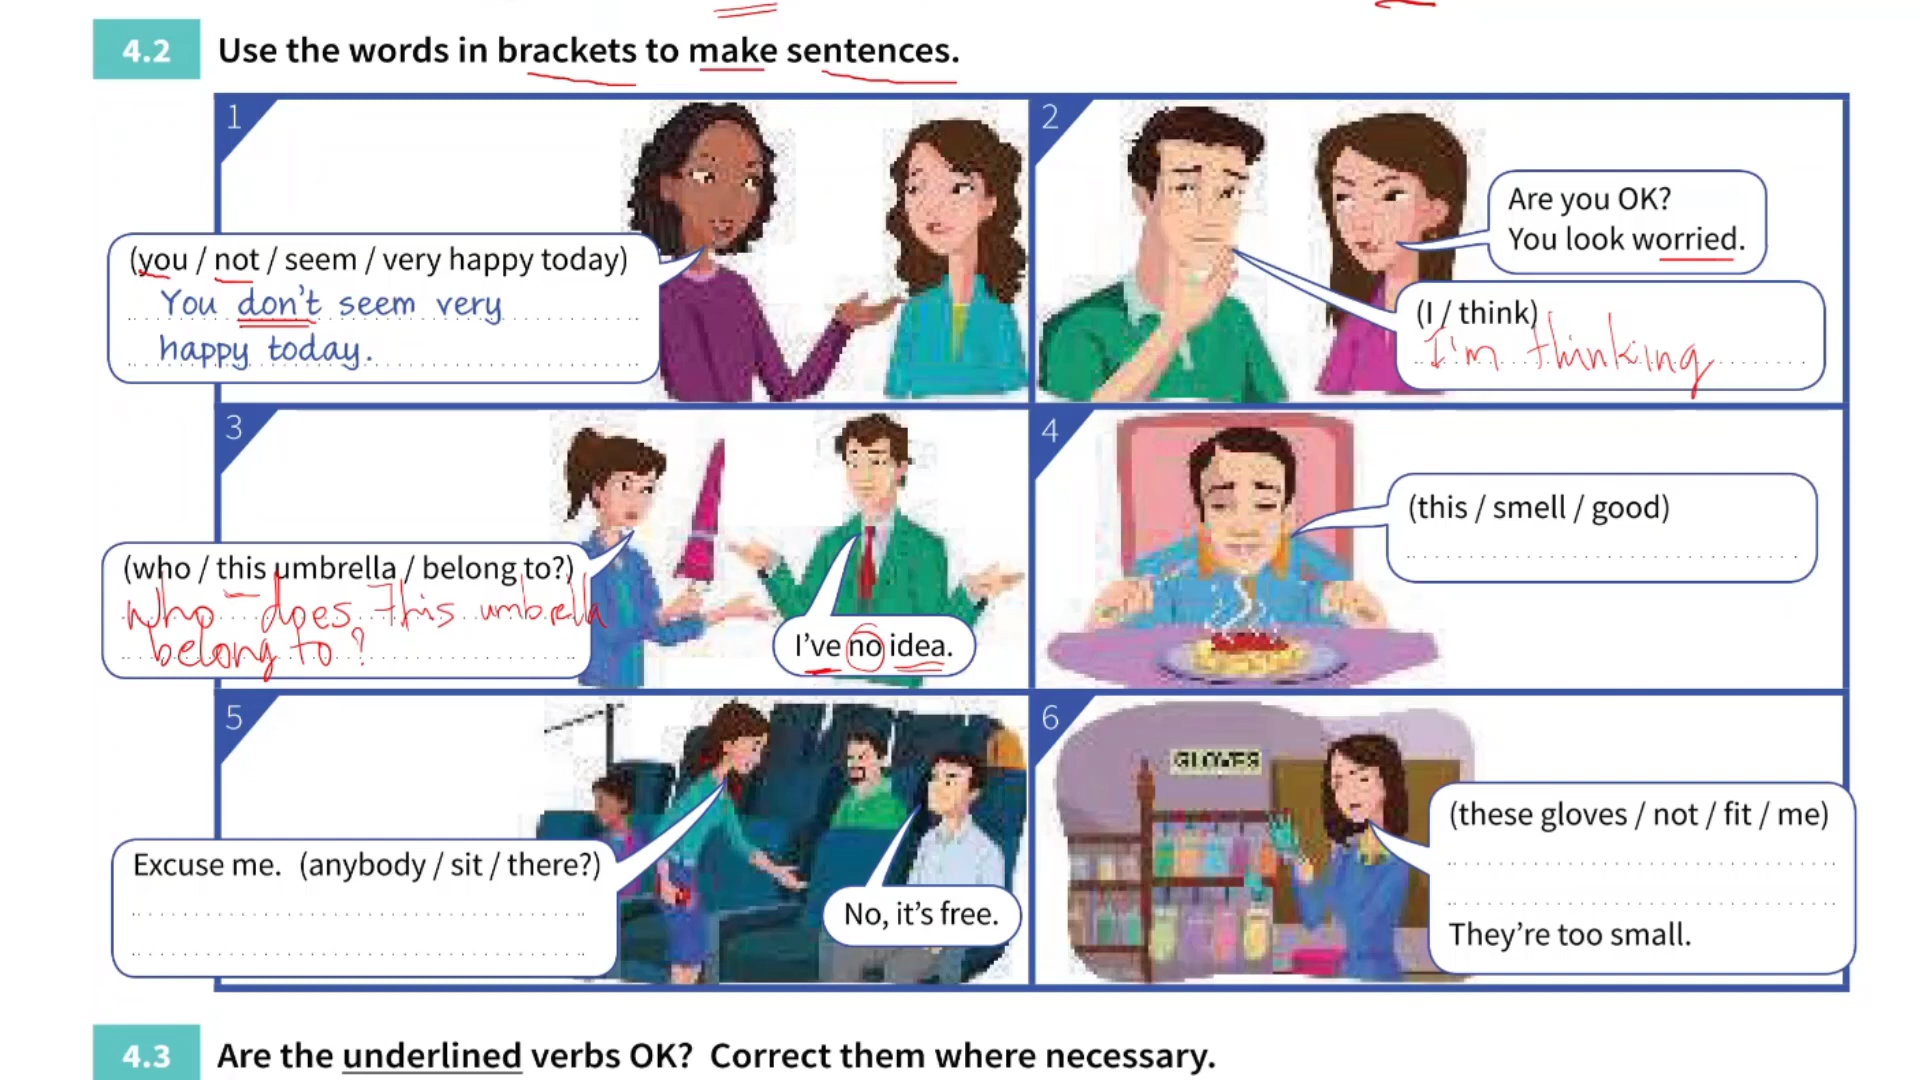 4.2 Use the words in brackets to make sentences.
1
(you / not / seem / very happy today)
You don't seem very
happy today.
2
Are you OK?
You look worried.
(I / think)
I'm thinking
3
(who / this umbrella / belong to?)
who does This umbrella
belong to?
I've no idea.
4
(this / smell / good)
5
Excuse me. (anybody / sit / there?)
No, it's free.
6
GLOVES
(these gloves / not / fit / me)
They're too small.
4.3 Are the underlined verbs OK? Correct them where necessary.